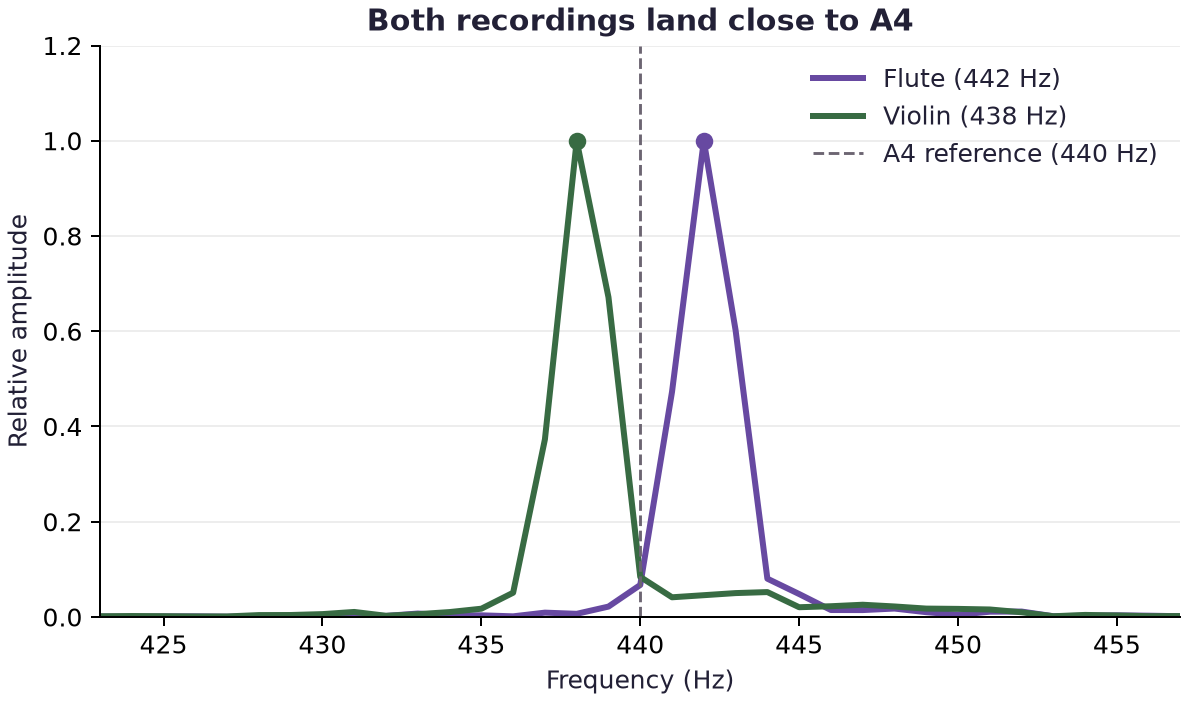 Both recordings land close to A4
1.2
1.0
0.8
0.6
0.4
0.2
0.0
Relative amplitude
Flute (442 Hz)
Violin (438 Hz)
A4 reference (440 Hz)
425 430 435 440 445 450 455
Frequency (Hz)